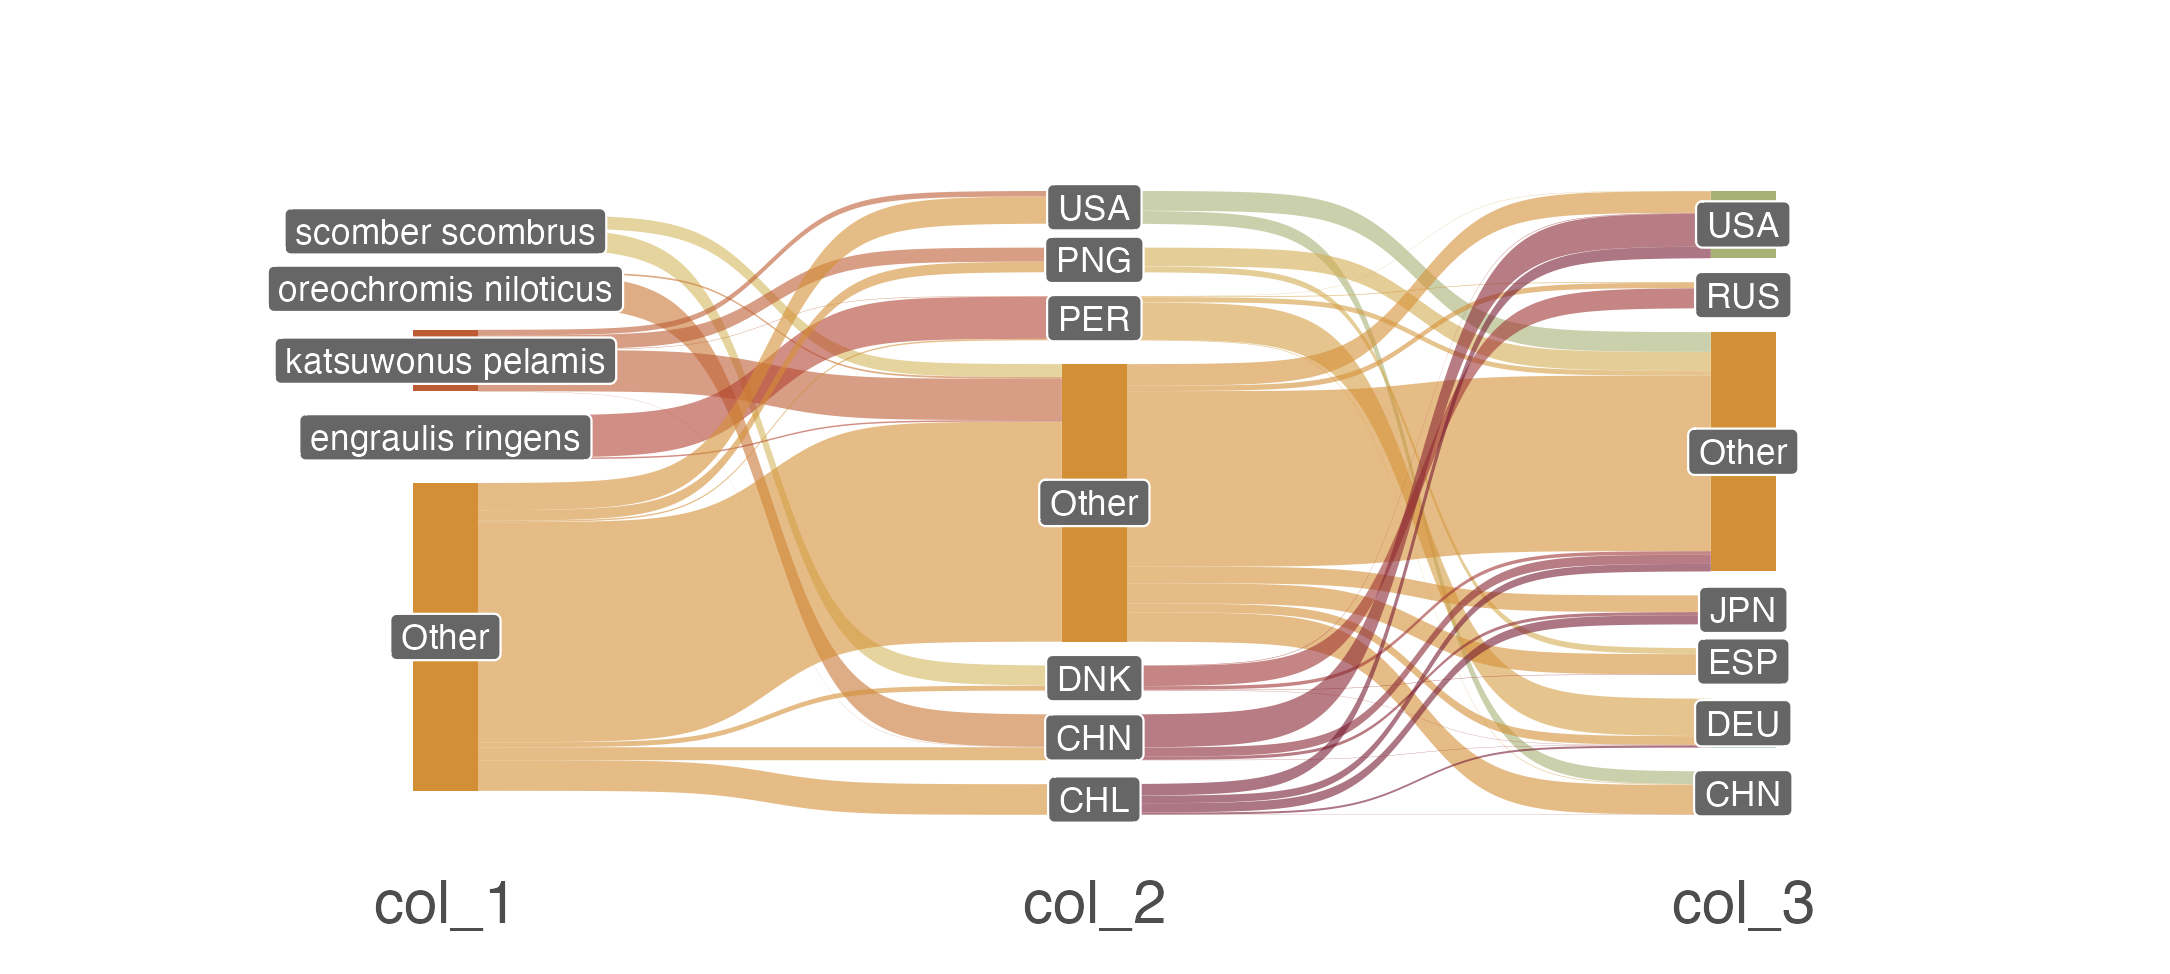 scomber scombrus
oreochromis niloticus
katsuwonus pelamis
engraulis ringens
Other
USA
PNG
PER
Other
DNK
CHN
CHL
USA
RUS
Other
JPN
ESP
DEU
CHN
col_1
col_2
col_3